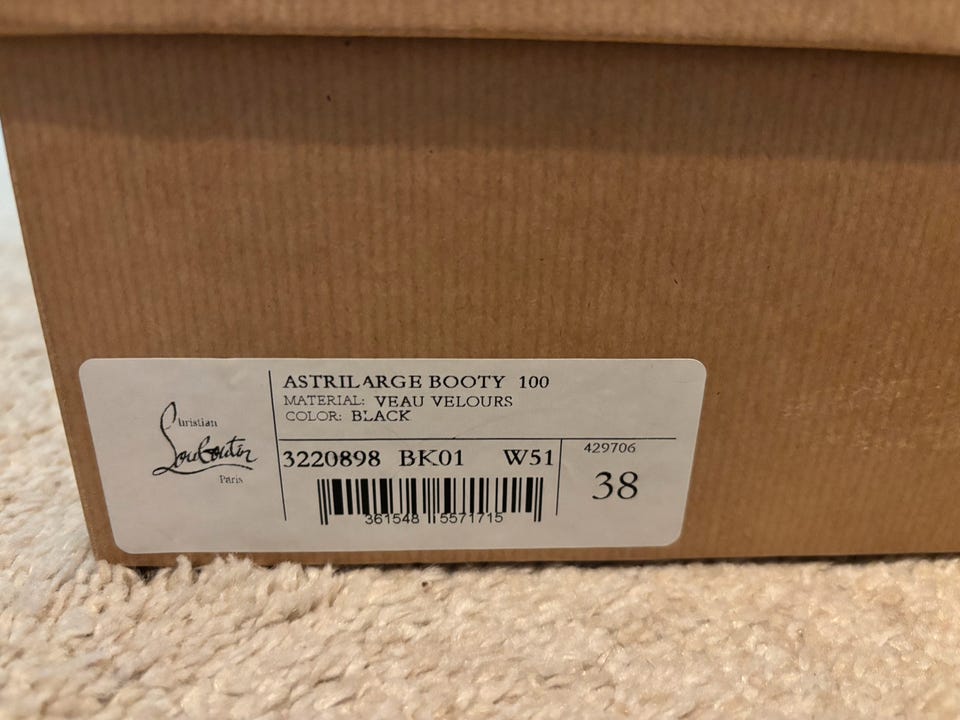 Christian
Louboutin
Paris
ASTRILARGE BOOTY 100
MATERIAL: VEAU VELOURS
COLOR: BLACK
3220898 BK01 W51
361548 5571715
429706
38